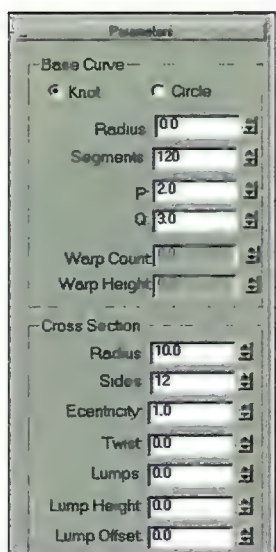 Parameters
Base Curve
Knot Circle
Radius 0.0
Segments 120
P 2.0
Q 3.0
Warp Count
Warp Height
Cross Section
Radius 10.0
Sides 12
Eccentricity 1.0
Twist 0.0
Lumps 0.0
Lump Height 0.0
Lump Offset 0.0